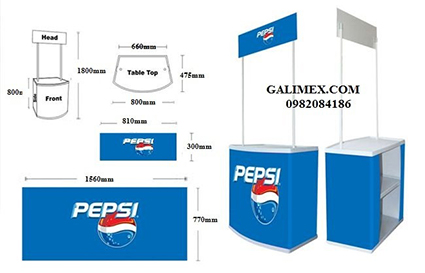 Head
1800mm
800m
Front
660mm
Table Top
475mm
800mm
810mm
PEPSI
300mm
1560mm
PEPSI
770mm
PEPSI
GALIMEX.COM
0982084186
PEPSI